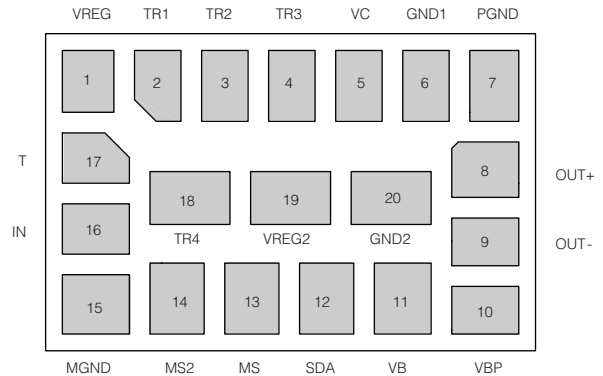 VREG TR1 TR2 TR3 VC GND1 PGND
1 2 3 4 5 6 7
T 17 8 OUT+
18 19 20
IN 16 TR4 VREG2 GND2 9 OUT-
15 14 13 12 11 10
MGND MS2 MS SDA VB VBP